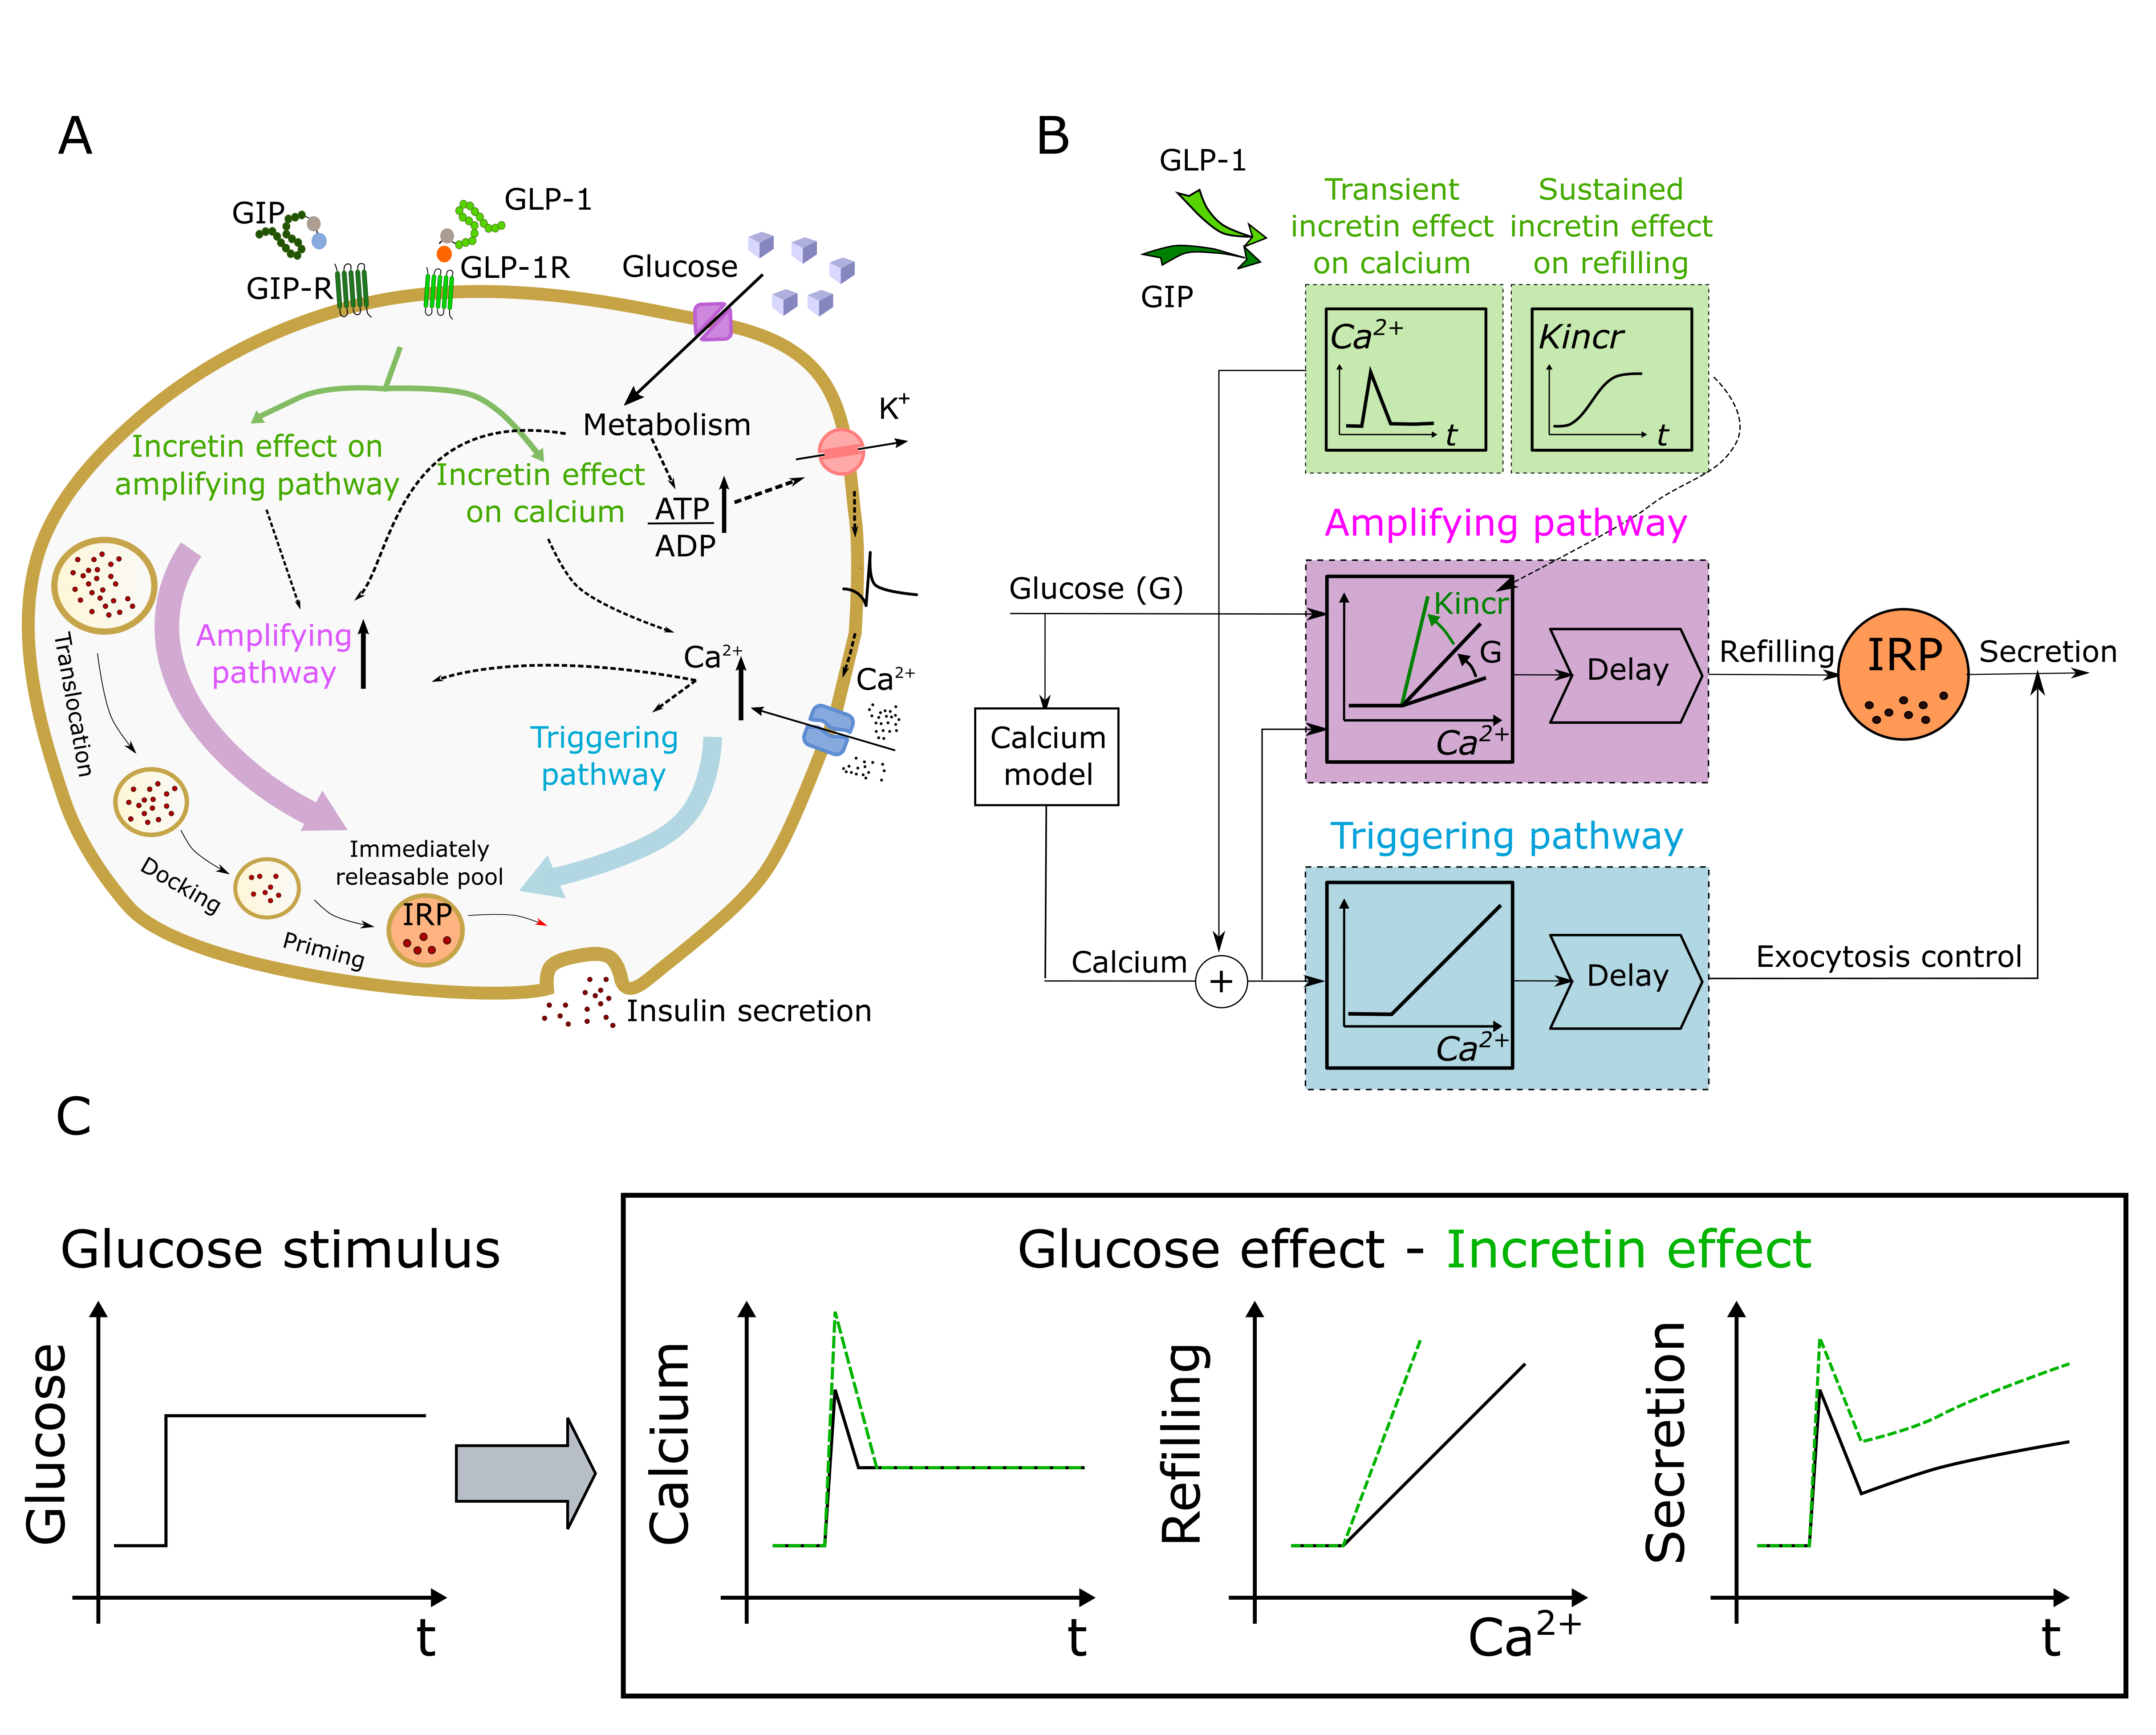 A
GIP
GLP-1
GIP-R
GLP-1R
Glucose
K+
Metabolism
Incretin effect on
amplifying pathway
Incretin effect
on calcium
ATP
ADP
Amplifying
pathway
Ca2+
Ca2+
Triggering
pathway
Translocation
Docking
Priming
Immediately
releasable pool
IRP
Insulin secretion
B
GLP-1
GIP
Transient
incretin effect
on calcium
Sustained
incretin effect
on refilling
Ca2+
t
Kincr
t
Amplifying pathway
Glucose (G)
Kincr
G
Ca2+
Delay
Refilling
IRP
Secretion
Calcium
model
Triggering pathway
Calcium
+
Ca2+
Delay
Exocytosis control
C
Glucose stimulus
Glucose
t
Glucose effect - Incretin effect
Calcium
t
Refilling
Ca2+
Secretion
t